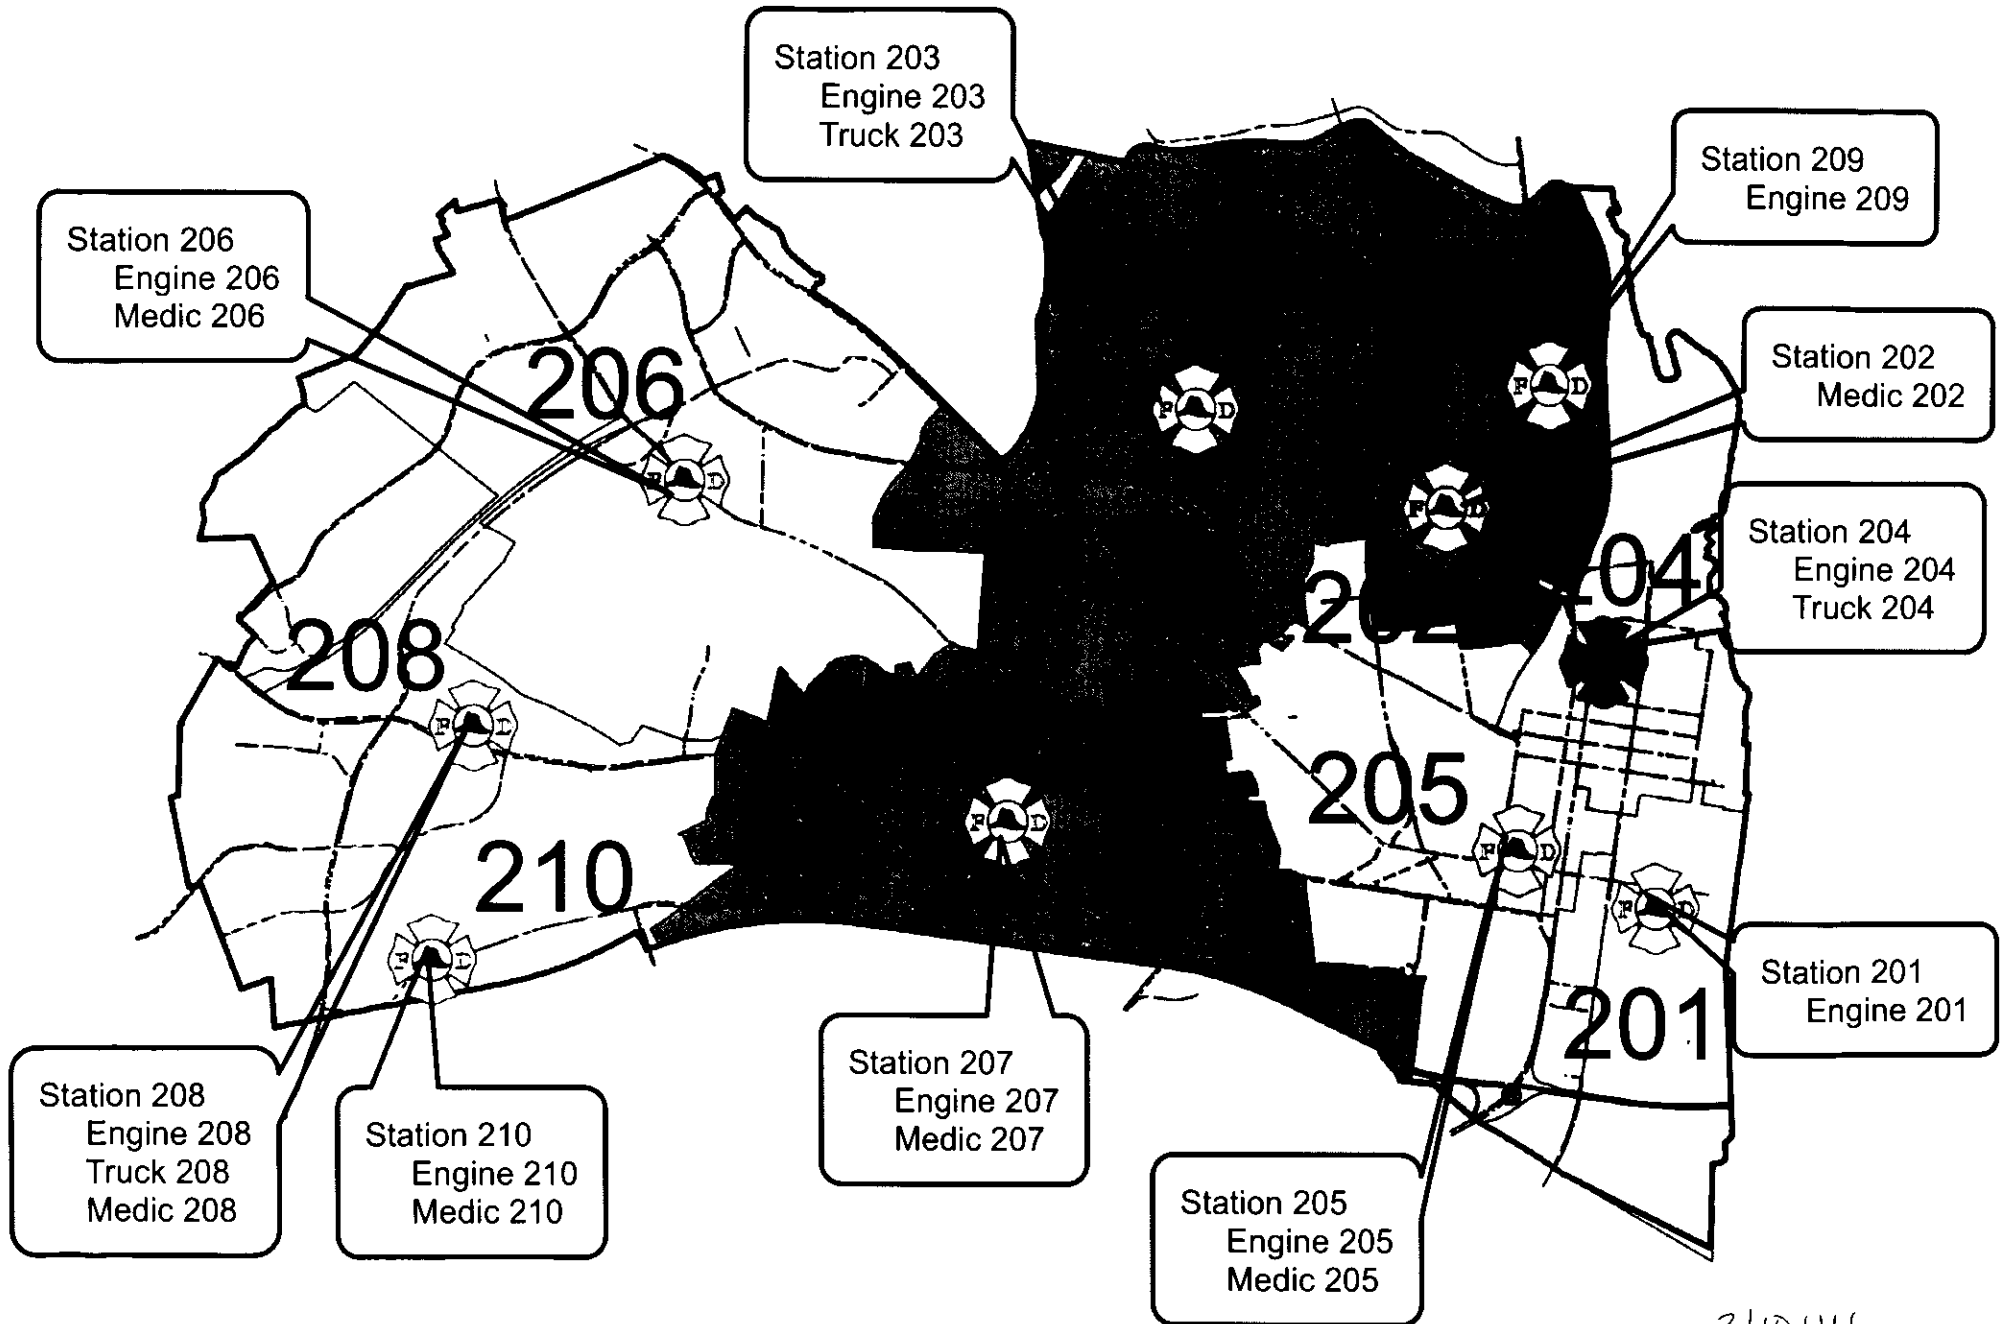 Station 203
Engine 203
Truck 203
Station 209
Engine 209
Station 206
Engine 206
Medic 206
Station 202
Medic 202
206
F D
F D
F D
F D
Station 204
Engine 204
Truck 204
204
202
208
F D
205
210
F D
F D
F D
F D
Station 201
Engine 201
201
Station 207
Engine 207
Medic 207
Station 208
Engine 208
Truck 208
Medic 208
Station 210
Engine 210
Medic 210
Station 205
Engine 205
Medic 205